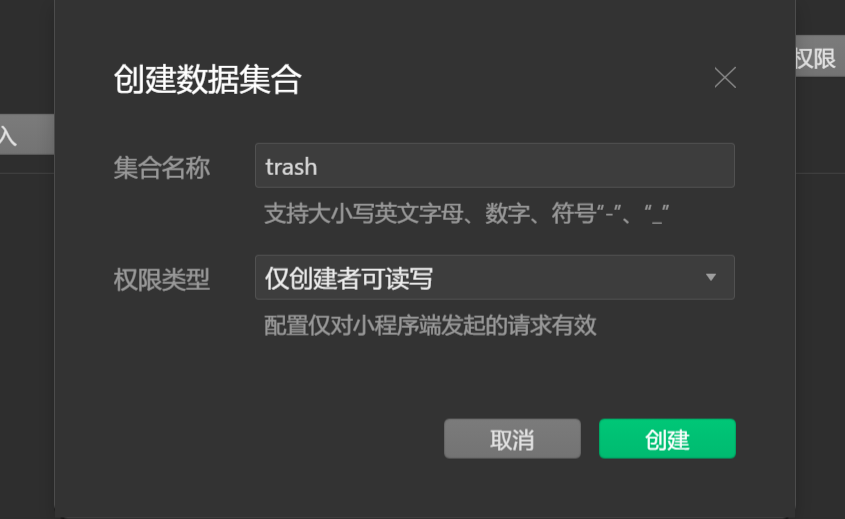 创建数据集合
权限
入
集合名称 trash
支持大小写英文字母、数字、符号“-”、“_”
权限类型 仅创建者可读写
配置仅对小程序端发起的请求有效
取消 创建